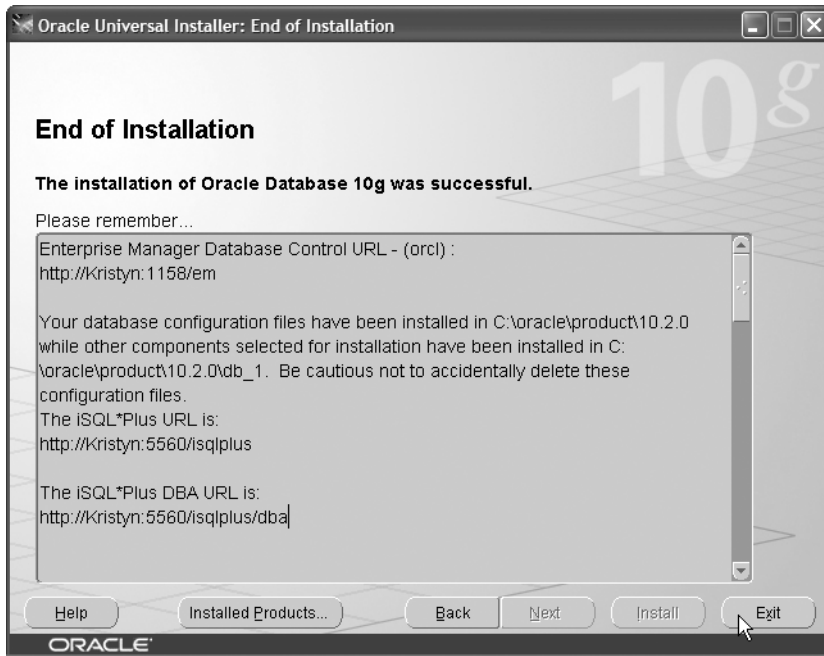 Oracle Universal Installer: End of Installation
10g
End of Installation
The installation of Oracle Database 10g was successful.
Please remember...
Enterprise Manager Database Control URL - (orcl) :
http://Kristyn:1158/em
Your database configuration files have been installed in C:\oracle\product\10.2.0
while other components selected for installation have been installed in C:
\oracle\product\10.2.0\db_1. Be cautious not to accidentally delete these
configuration files.
The iSQL*Plus URL is:
http://Kristyn:5560/isqlplus
The iSQL*Plus DBA URL is:
http://Kristyn:5560/isqlplus/dba
Help Installed Products... Back Next Install Exit
ORACLE